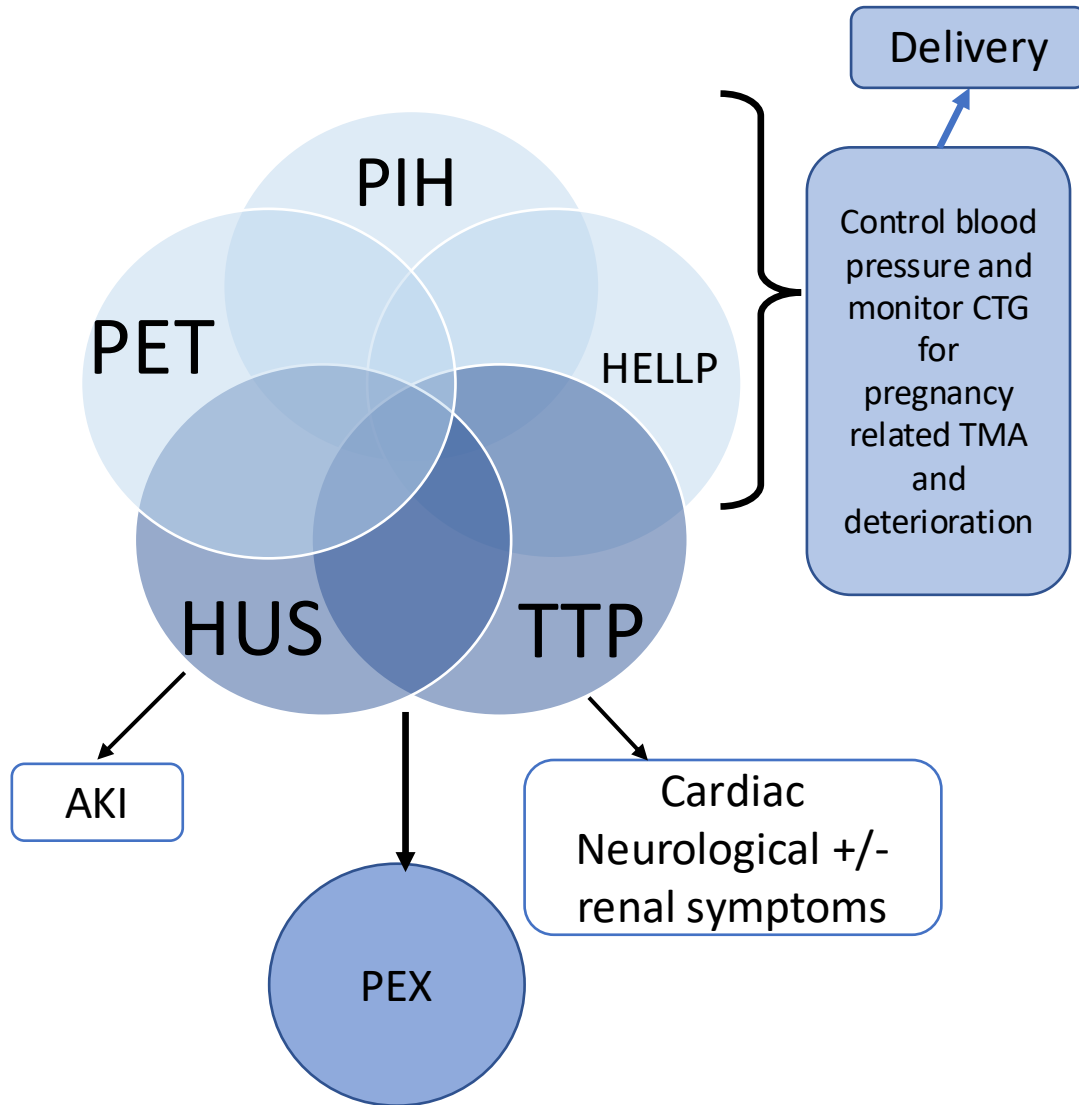 Delivery
PIH
PET
HELLP
Control blood
pressure and
monitor CTG
for
pregnancy
related TMA
and
deterioration
HUS
TTP
AKI
Cardiac
Neurological +/-
renal symptoms
PEX